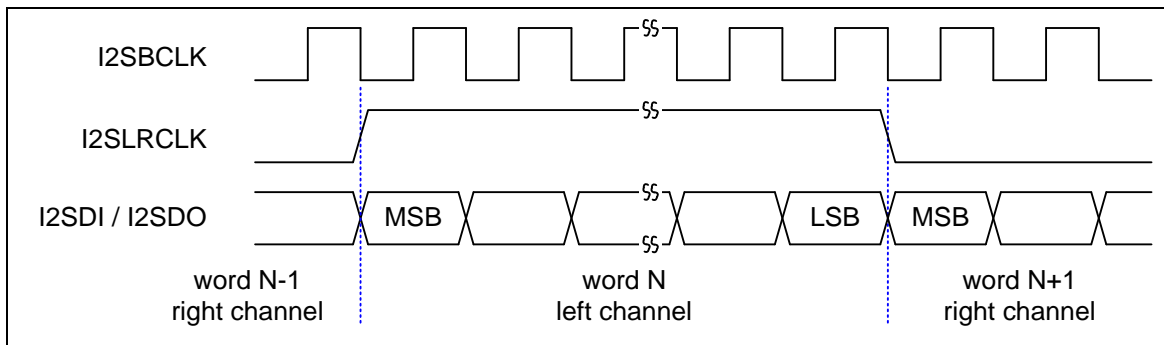 I2SBCLK
I2SLRCLK
I2SDI / I2SDO
MSB
LSB
MSB
word N-1
right channel
word N
left channel
word N+1
right channel